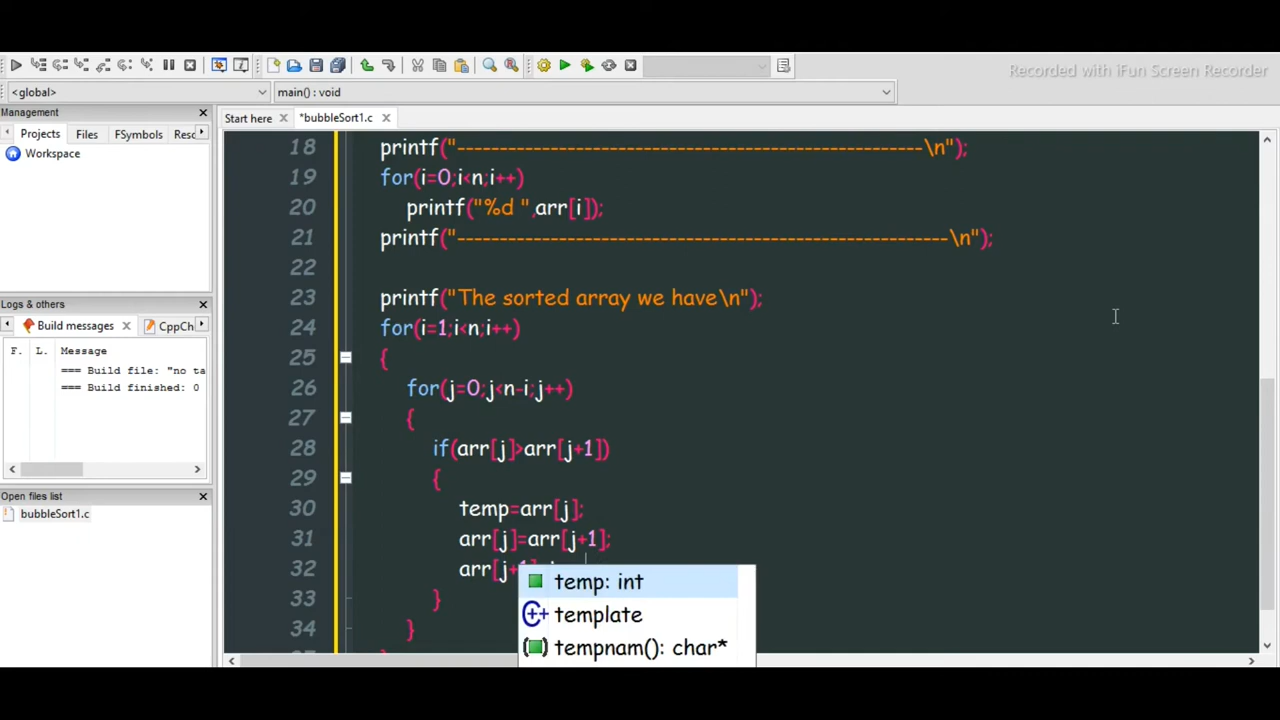 Recorded with iFun Screen Recorder
<global>
main() : void
Management
Projects Files FSymbols Resc
Workspace
Logs & others
Build messages CppCh
F. L. Message
=== Build file: "no ta
=== Build finished: 0
Open files list
bubbleSort1.c
Start here *bubbleSort1.c
18 printf("-------------------------------------------------------\n");
19 for(i=0;i<n;i++)
20 printf("%d ",arr[i]);
21 printf("----------------------------------------------------------\n");
22
23 printf("The sorted array we have\n");
24 for(i=1;i<n;i++)
25 {
26 for(j=0;j<n-i;j++)
27 {
28 if(arr[j]>arr[j+1])
29 {
30 temp=arr[j];
31 arr[j]=arr[j+1];
32 arr[j+
33 }
34 }
temp: int
template
tempnam(): char*